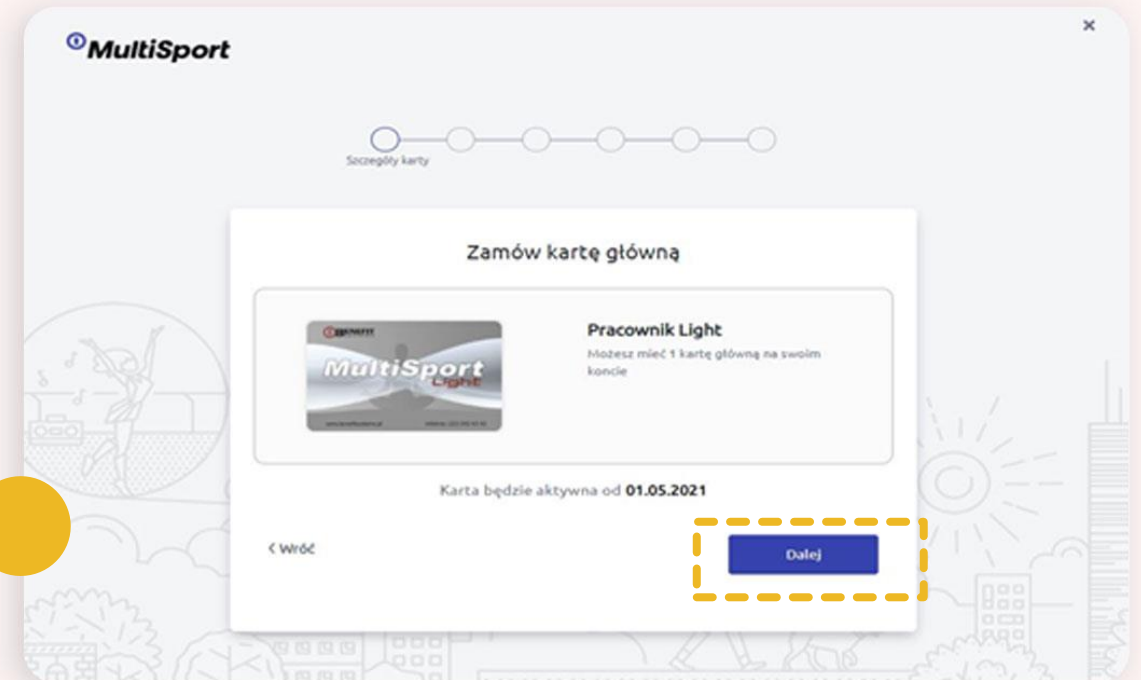 MultiSport
×
Szczegóły karty
Zamów kartę główną
BENEFIT
MultiSport
Light
Pracownik Light
Możesz mieć 1 kartę główną na swoim
koncie
Karta będzie aktywna od 01.05.2021
< Wróć
Dalej